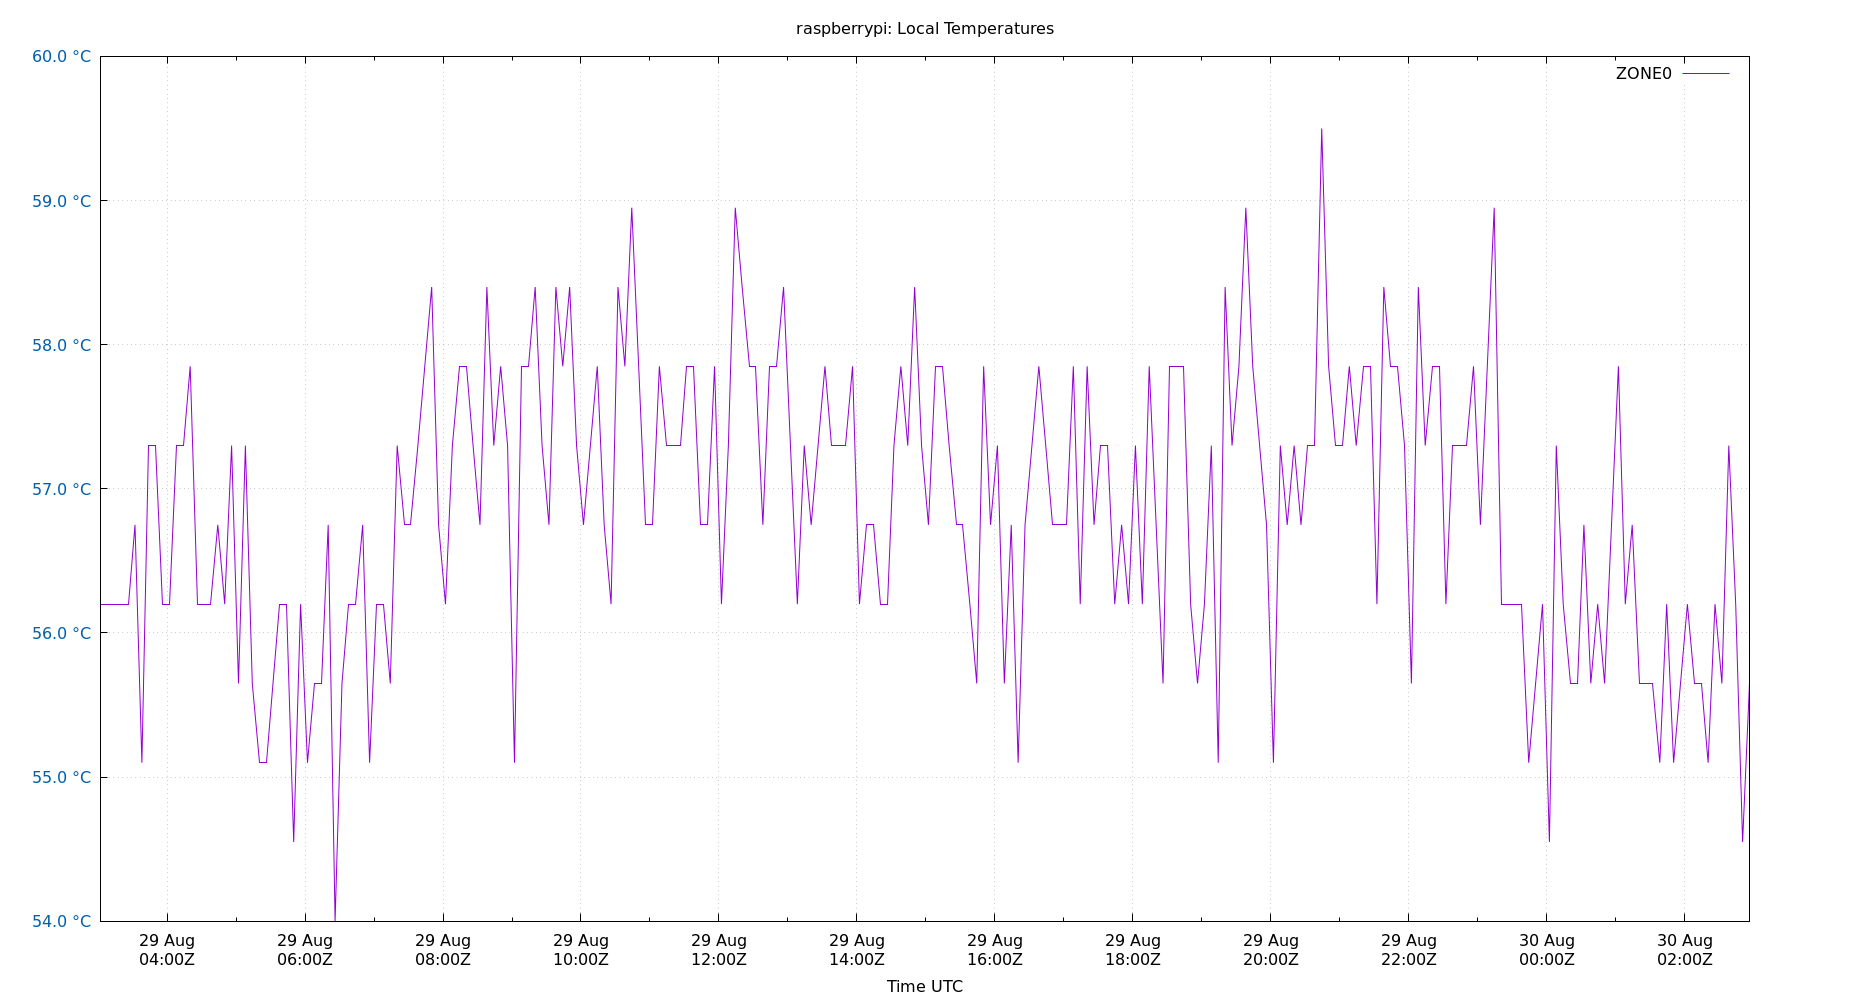 raspberrypi: Local Temperatures
60.0 °C
ZONE0
59.0 °C
58.0 °C
57.0 °C
56.0 °C
55.0 °C
54.0 °C
29 Aug 29 Aug 29 Aug 29 Aug 29 Aug 29 Aug 29 Aug 29 Aug 29 Aug 29 Aug 30 Aug 30 Aug
04:00Z 06:00Z 08:00Z 10:00Z 12:00Z 14:00Z 16:00Z 18:00Z 20:00Z 22:00Z 00:00Z 02:00Z
Time UTC